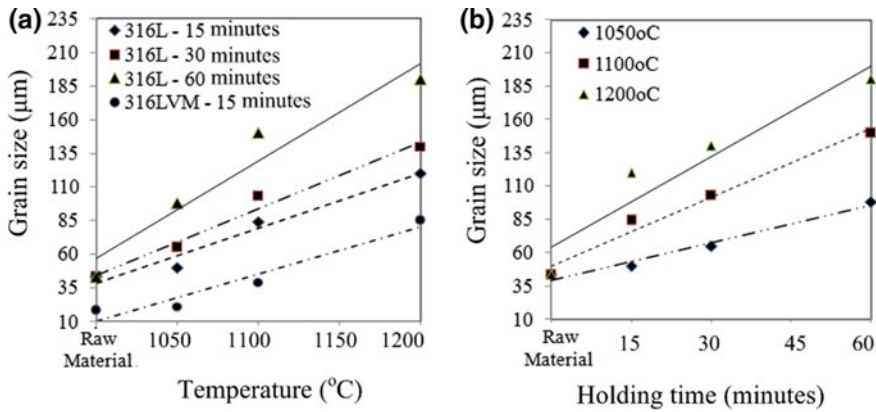 (a)
Grain size (μm)
235
210
185
160
135
110
85
60
35
10
316L - 15 minutes
316L - 30 minutes
316L - 60 minutes
316LVM - 15 minutes
Raw
Material
1050
1100
1150
1200
Temperature (°C)
(b)
Grain size (μm)
235
210
185
160
135
110
85
60
35
10
1050oC
1100oC
1200oC
Raw
Material
15
30
45
60
Holding time (minutes)